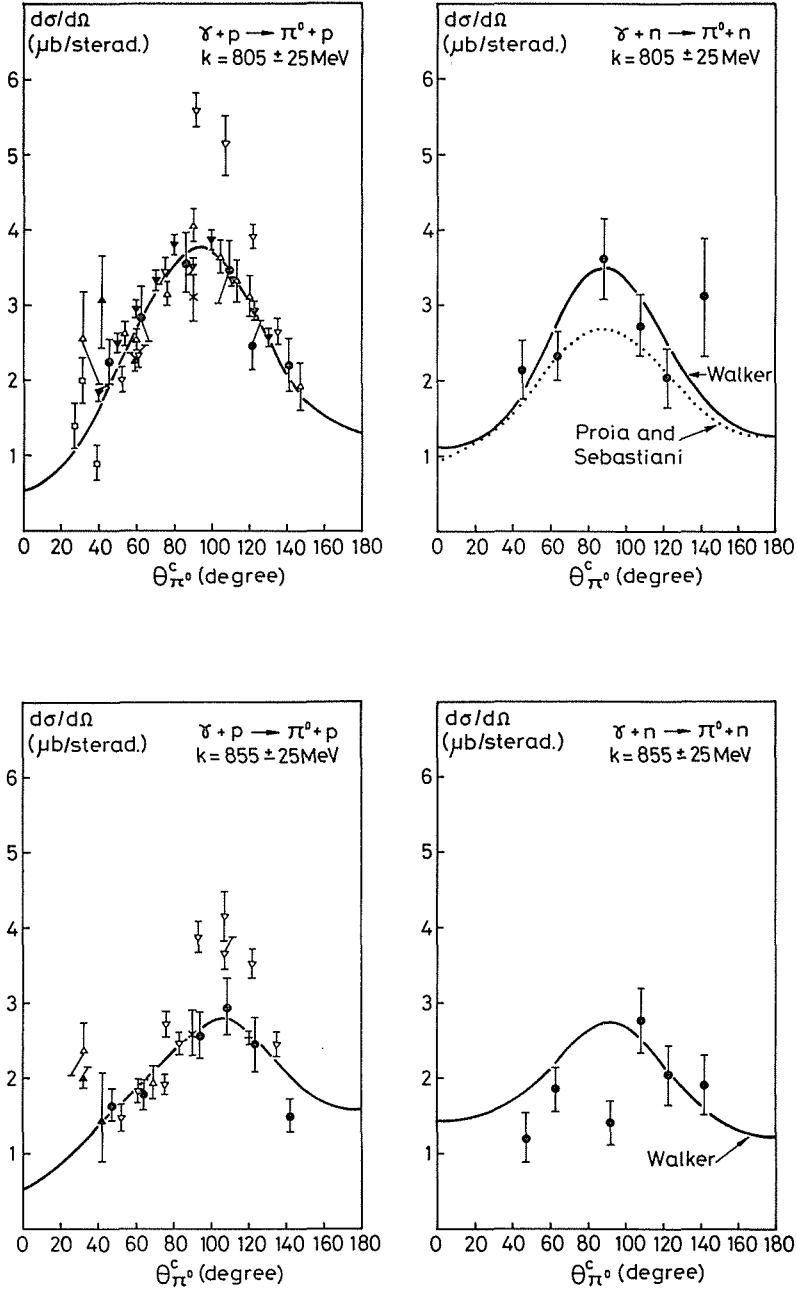 dσ/dΩ
(μb/sterad.)
γ + p → π⁰ + p
k = 805 ± 25 MeV
6
5
4
3
2
1
0 20 40 60 80 100 120 140 160 180
θᶜπ⁰ (degree)
dσ/dΩ
(μb/sterad.)
γ + n → π⁰ + n
k = 805 ± 25 MeV
6
5
4
3
2
1
Walker
Proia and
Sebastiani
0 20 40 60 80 100 120 140 160 180
θᶜπ⁰ (degree)
dσ/dΩ
(μb/sterad.)
γ + p → π⁰ + p
k = 855 ± 25 MeV
6
5
4
3
2
1
0 20 40 60 80 100 120 140 160 180
θᶜπ⁰ (degree)
dσ/dΩ
(μb/sterad.)
γ + n → π⁰ + n
k = 855 ± 25 MeV
6
5
4
3
2
1
Walker
0 20 40 60 80 100 120 140 160 180
θᶜπ⁰ (degree)